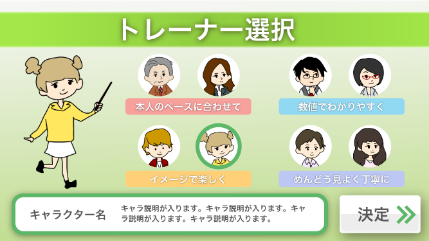 トレーナー選択
本人のペースに合わせて
数値でわかりやすく
イメージで楽しく
めんどう見よく丁寧に
キャラクター名
キャラ説明が入ります。キャラ説明が入ります。キャ
ラ説明が入ります。キャラ説明が入ります。
決定